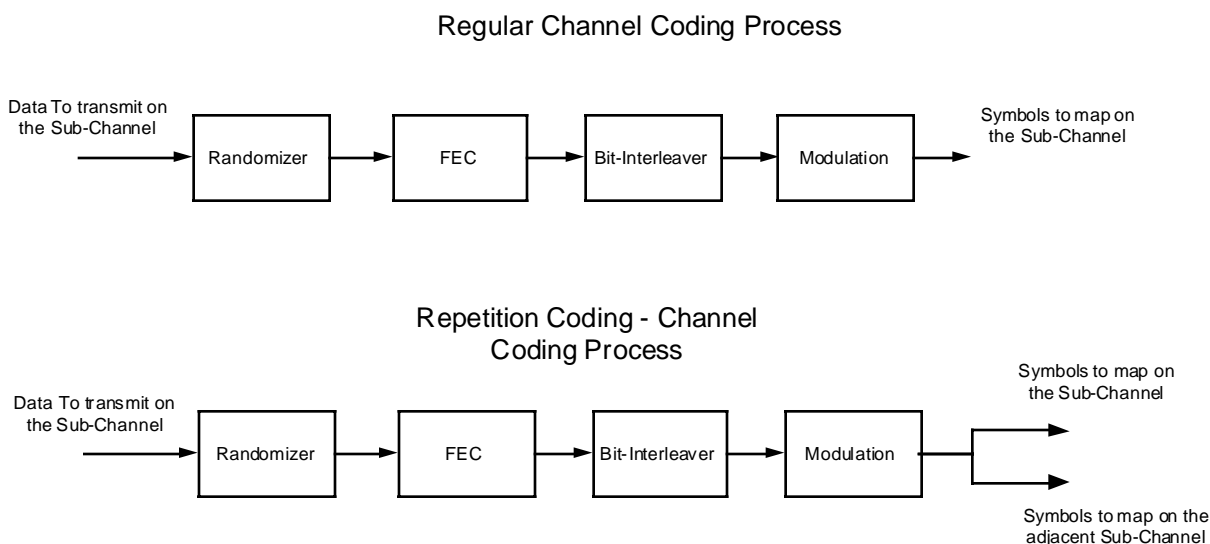 Regular Channel Coding Process
Data To transmit on
the Sub-Channel
Randomizer
FEC
Bit-Interleaver
Modulation
Symbols to map on
the Sub-Channel
Repetition Coding - Channel
Coding Process
Data To transmit on
the Sub-Channel
Randomizer
FEC
Bit-Interleaver
Modulation
Symbols to map on
the Sub-Channel
Symbols to map on the
adjacent Sub-Channel